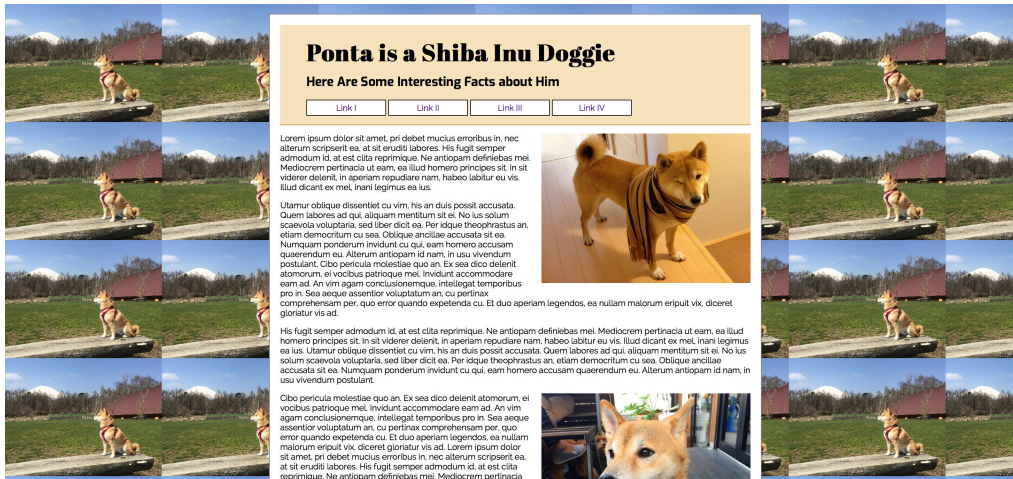 Ponta is a Shiba Inu Doggie
Here Are Some Interesting Facts about Him
Link I
Link II
Link III
Link IV
Lorem ipsum dolor sit amet, pri debet mucius erroribus in, nec
alterum scripserit ea, at sit eruditi labores. His fugit semper
admodum id, at est clita reprimique. Ne antiopam definiebas mei.
Mediocrem pertinacia ut eam, ea illud homero principes sit. In sit
viderer delenit, in aperiam repudiare nam, habeo labitur eu vis.
Illud dicant ex mel, inani legimus ea ius.
Utamur oblique dissentiet cu vim, his an duis possit accusata.
Quem labores ad qui, aliquam mentitum sit ei. No ius solum
scaevola voluptaria, sed liber dicit ea. Per idque theophrastus an,
etiam democritum cu sea. Oblique ancillae accusata sit ea.
Numquam ponderum invidunt cu qui, eam homero accusam
quaerendum eu. Alterum antiopam id nam, in usu vivendum
postulant. Cibo pericula molestiae quo an. Ex sea dico delenit
atomorum, ei vocibus patrioque mel. Invidunt accommodare
eam ad. An vim agam conclusionemque, intellegat temporibus
pro in. Sea aeque assentior voluptatum an, cu pertinax
comprehensam per, quo error quando expetenda cu. Et duo aperiam legendos, ea nullam malorum eripuit vix, diceret
gloriatur vis ad.
His fugit semper admodum id, at est clita reprimique. Ne antiopam definiebas mei. Mediocrem pertinacia ut eam, ea illud
homero principes sit. In sit viderer delenit, in aperiam repudiare nam, habeo labitur eu vis. Illud dicant ex mel, inani legimus
ea ius. Utamur oblique dissentiet cu vim, his an duis possit accusata. Quem labores ad qui, aliquam mentitum sit ei. No ius
solum scaevola voluptaria, sed liber dicit ea. Per idque theophrastus an, etiam democritum cu sea. Oblique ancillae
accusata sit ea. Numquam ponderum invidunt cu qui, eam homero accusam quaerendum eu. Alterum antiopam id nam, in
usu vivendum postulant.
Cibo pericula molestiae quo an. Ex sea dico delenit atomorum, ei
vocibus patrioque mel. Invidunt accommodare eam ad. An vim
agam conclusionemque, intellegat temporibus pro in. Sea aeque
assentior voluptatum an, cu pertinax comprehensam per, quo
error quando expetenda cu. Et duo aperiam legendos, ea nullam
malorum eripuit vix, diceret gloriatur vis ad. Lorem ipsum dolor
sit amet, pri debet mucius erroribus in, nec alterum scripserit ea,
at sit eruditi labores. His fugit semper admodum id, at est clita
reprimique. Ne antiopam definiebas mei. Mediocrem pertinacia